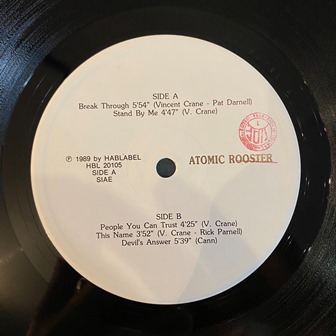 SIDE A
Break Through 5'54" (Vincent Crane - Pat Darnell)
Stand By Me 4'47" (V. Crane)
℗ 1989 by HABLABEL
HBL 20105
SIDE A
SIAE
ATOMIC ROOSTER
SIDE B
People You Can Trust 4'25" (V. Crane)
This Name 3'52" (V. Crane - Rick Parnell)
Devil's Answer 5'39" (Cann)